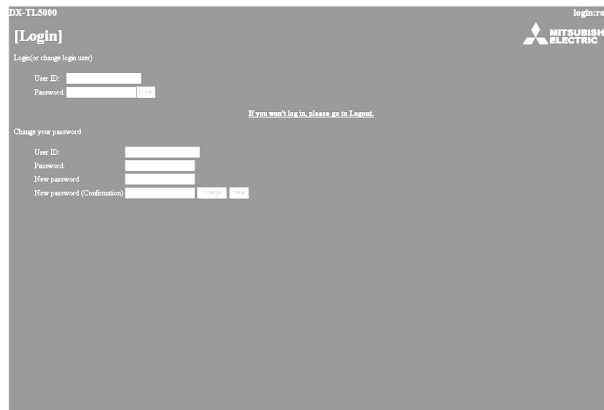 DX-TL5000
login:ro
[Login]
MITSUBISH
ELECTRIC
Login(or change login user)
User ID:
Password:
If you won't log in, please go to Logout.
Change your password
User ID:
Password:
New password
New password (Confirmation)